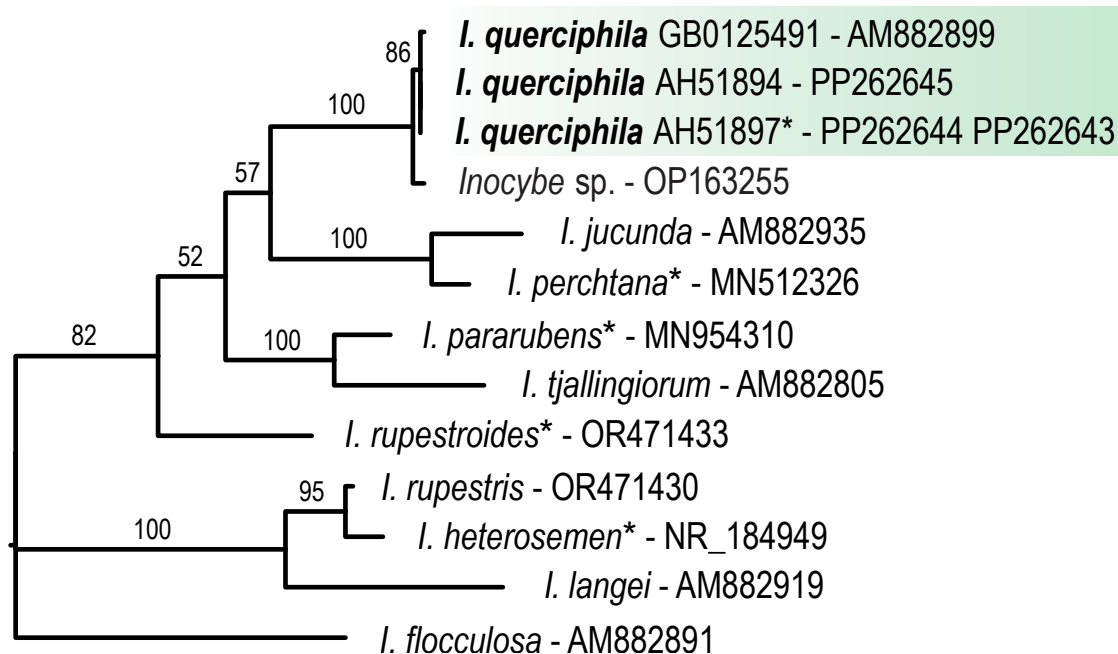 86
I. querciphila GB0125491 - AM882899
I. querciphila AH51894 - PP262645
100
I. querciphila AH51897* - PP262644 PP262643
57
Inocybe sp. - OP163255
100
I. jucunda - AM882935
52
I. perchtana* - MN512326
82
100
I. pararubens* - MN954310
I. tjallingiorum - AM882805
I. rupestroides* - OR471433
95
I. rupestris - OR471430
100
I. heterosemen* - NR_184949
I. langei - AM882919
I. flocculosa - AM882891